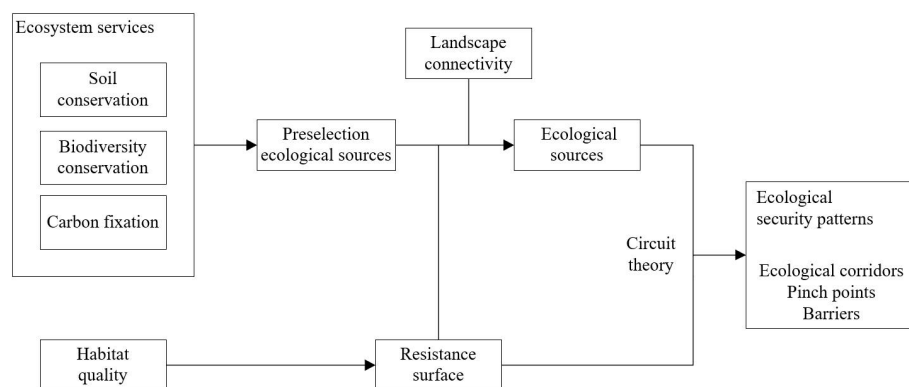 Ecosystem services
Soil
conservation
Biodiversity
conservation
Carbon fixation
Preselection
ecological sources
Landscape
connectivity
Ecological
sources
Circuit
theory
Ecological
security patterns
Ecological corridors
Pinch points
Barriers
Habitat
quality
Resistance
surface